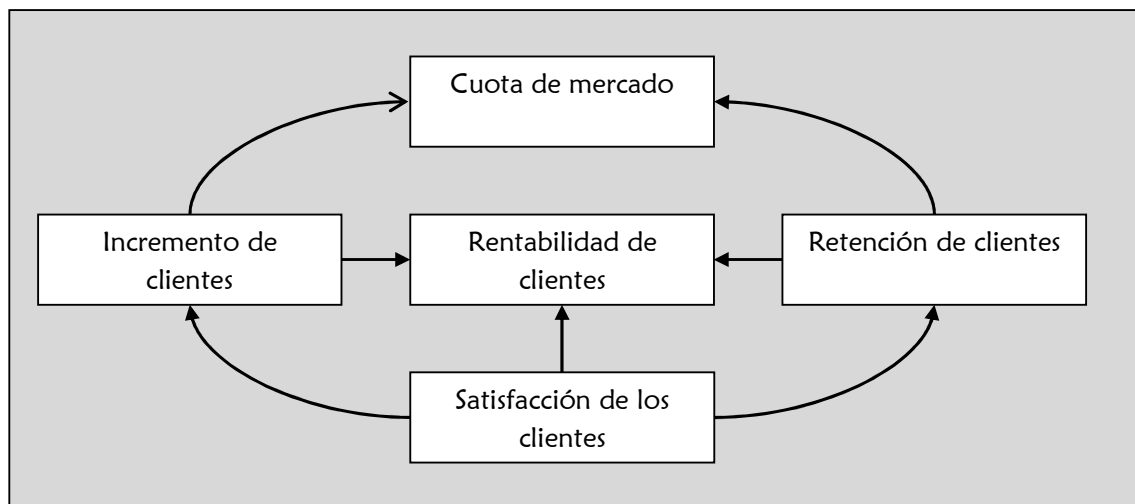 Cuota de mercado
Incremento de
clientes
Rentabilidad de
clientes
Retención de clientes
Satisfacción de los
clientes